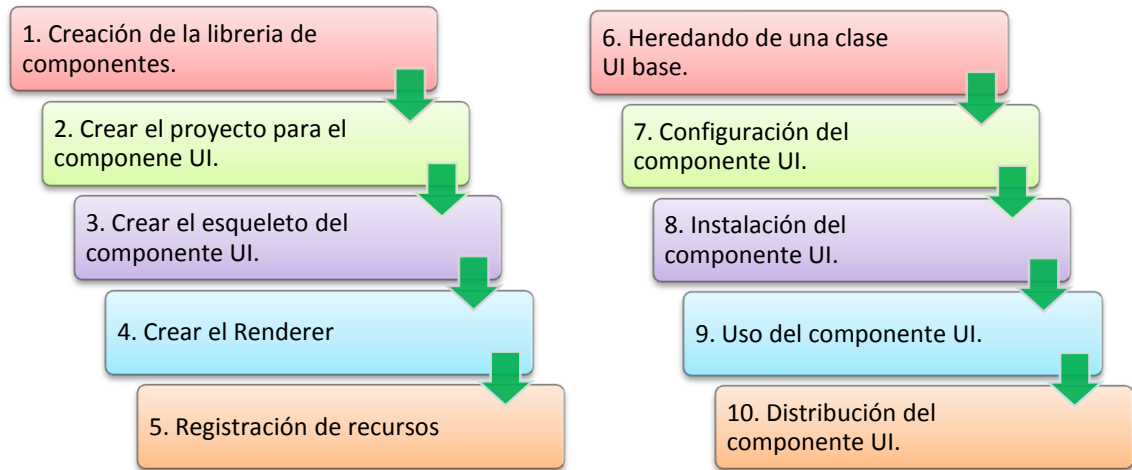 1. Creación de la libreria de
componentes.
2. Crear el proyecto para el
componene UI.
3. Crear el esqueleto del
componente UI.
4. Crear el Renderer
5. Registración de recursos
6. Heredando de una clase
UI base.
7. Configuración del
componente UI.
8. Instalación del
componente UI.
9. Uso del componente UI.
10. Distribución del
componente UI.